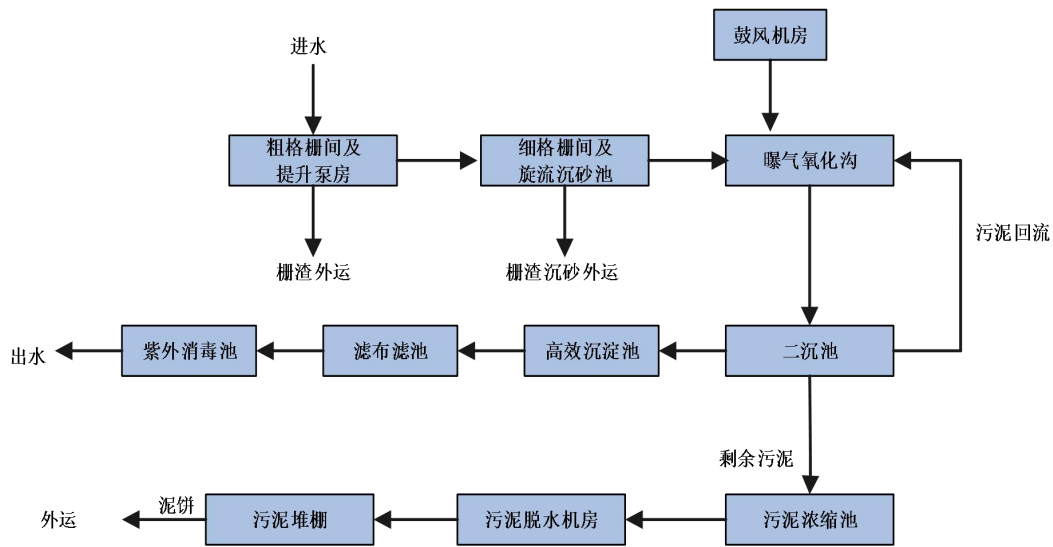 鼓风机房
进水
粗格栅间及
提升泵房
细格栅间及
旋流沉砂池
曝气氧化沟
污泥回流
栅渣外运
栅渣沉砂外运
出水
紫外消毒池
滤布滤池
高效沉淀池
二沉池
剩余污泥
外运
泥饼
污泥堆棚
污泥脱水机房
污泥浓缩池